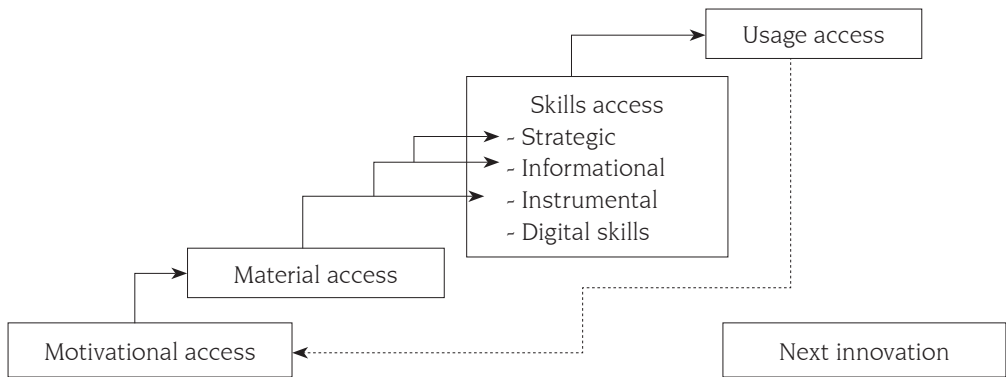 Usage access
Skills access
- Strategic
- Informational
- Instrumental
- Digital skills
Material access
Motivational access
Next innovation